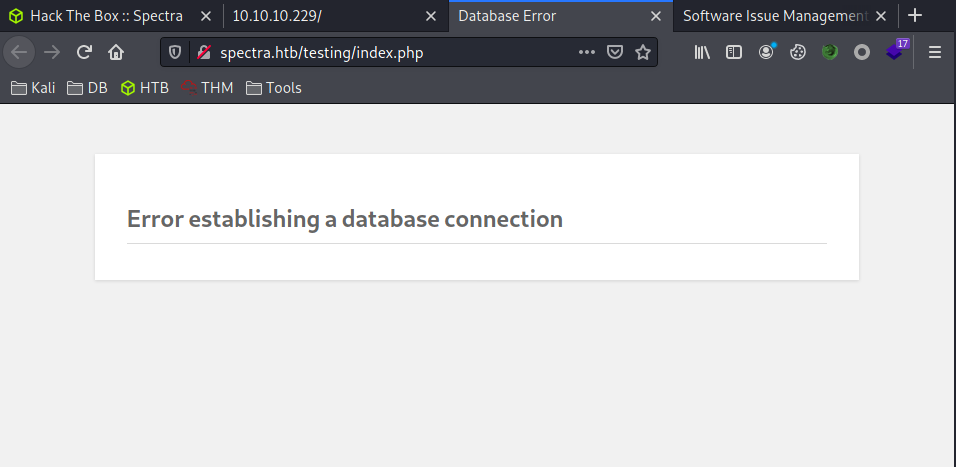 Hack The Box :: Spectra
10.10.10.229/
Database Error
Software Issue Management
spectra.htb/testing/index.php
17
Kali
DB
HTB
THM
Tools
Error establishing a database connection